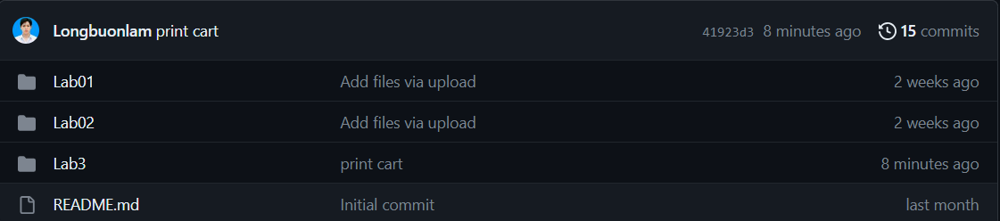 Longbuonlam print cart 41923d3 8 minutes ago 15 commits
Lab01 Add files via upload 2 weeks ago
Lab02 Add files via upload 2 weeks ago
Lab3 print cart 8 minutes ago
README.md Initial commit last month